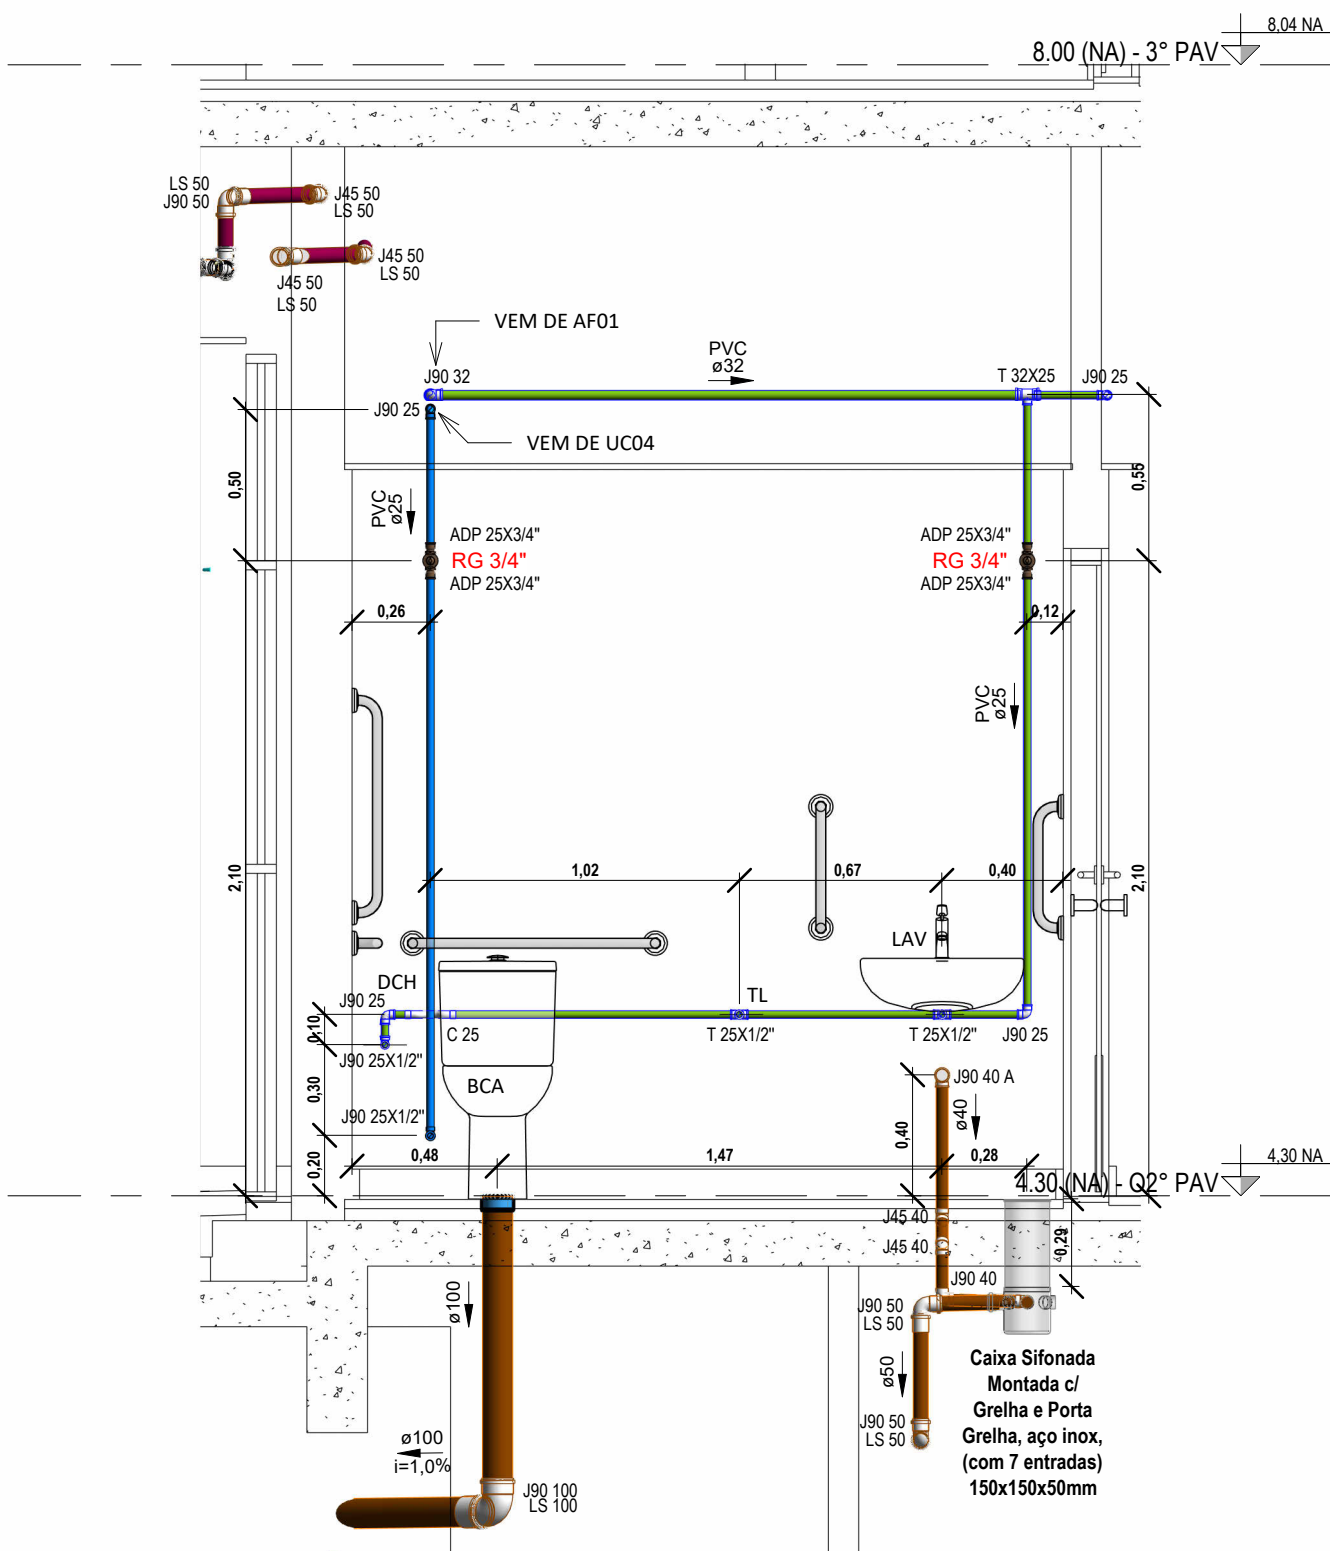 8,04 NA
8.00 (NA) - 3° PAV
LS 50
J90 50
J45 50
LS 50
J45 50
LS 50
J45 50
LS 50
VEM DE AF01
PVC
ø32
J90 32
T 32X25
J90 25
J90 25
VEM DE UC04
0,50
0,55
PVC
ø25
ADP 25X3/4"
RG 3/4"
ADP 25X3/4"
ADP 25X3/4"
RG 3/4"
ADP 25X3/4"
0,26
0,12
PVC
ø25
2,10
1,02
0,67
0,40
2,10
LAV
DCH
J90 25
TL
0,10
C 25
T 25X1/2"
T 25X1/2"
J90 25
J90 25X1/2"
0,30
BCA
J90 40 A
J90 25X1/2"
ø40
0,40
0,20
0,48
1,47
0,28
4,30 NA
4.30 (NA) - O2° PAV
J45 40
J45 40
0,29
J90 40
ø100
J90 50
LS 50
Caixa Sifonada
Montada c/
Grelha e Porta
Grelha, aço inox,
(com 7 entradas)
150x150x50mm
ø50
J90 50
LS 50
ø100
i=1,0%
J90 100
LS 100